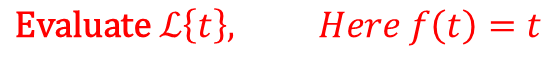 Evaluate ℒ{t}, Here f(t) = t